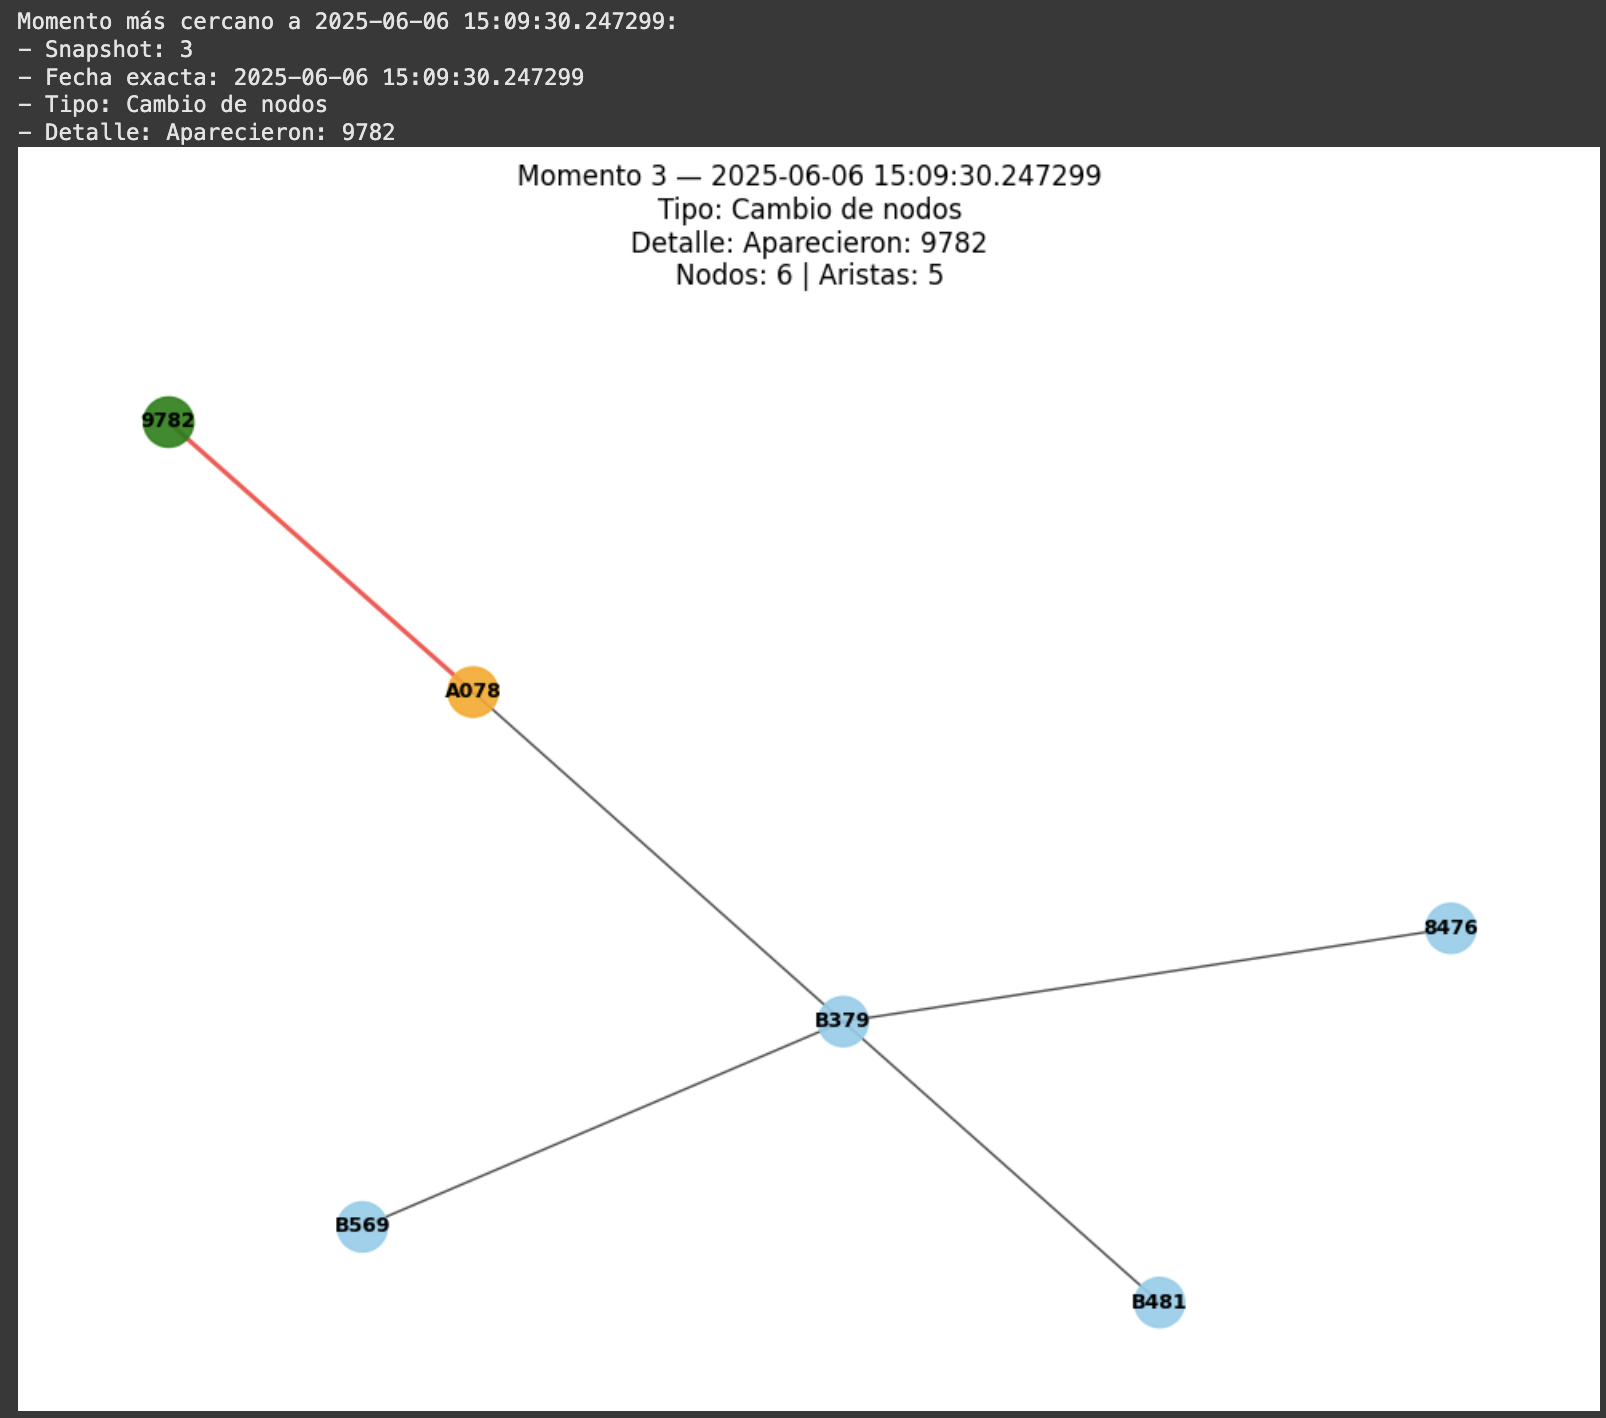 Momento más cercano a 2025-06-06 15:09:30.247299:
- Snapshot: 3
- Fecha exacta: 2025-06-06 15:09:30.247299
- Tipo: Cambio de nodos
- Detalle: Aparecieron: 9782
Momento 3 — 2025-06-06 15:09:30.247299
Tipo: Cambio de nodos
Detalle: Aparecieron: 9782
Nodos: 6 | Aristas: 5
9782
A078
8476
B379
B569
B481